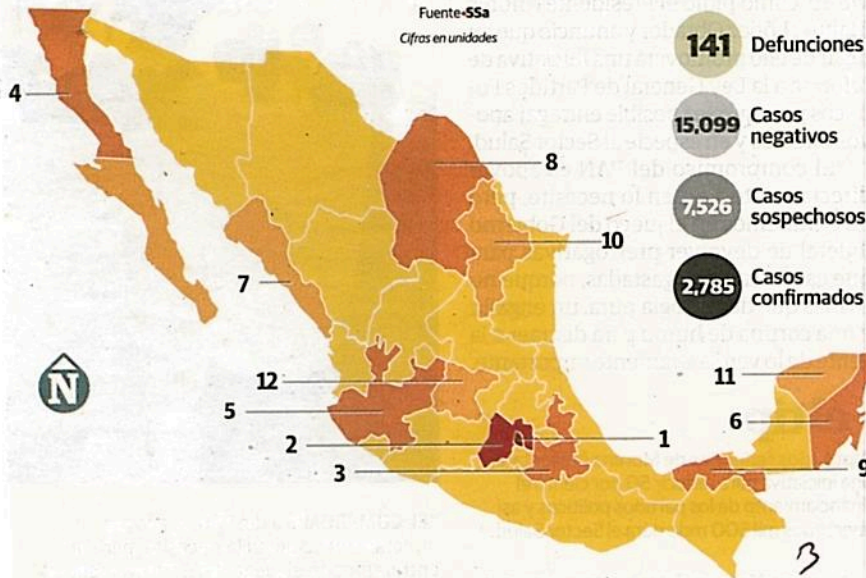 Fuente•SSa
Cifras en unidades
141 Defunciones
15,099 Casos negativos
7,526 Casos sospechosos
2,785 Casos confirmados
4
8
10
7
12
5
2
3
1
11
6
9
N